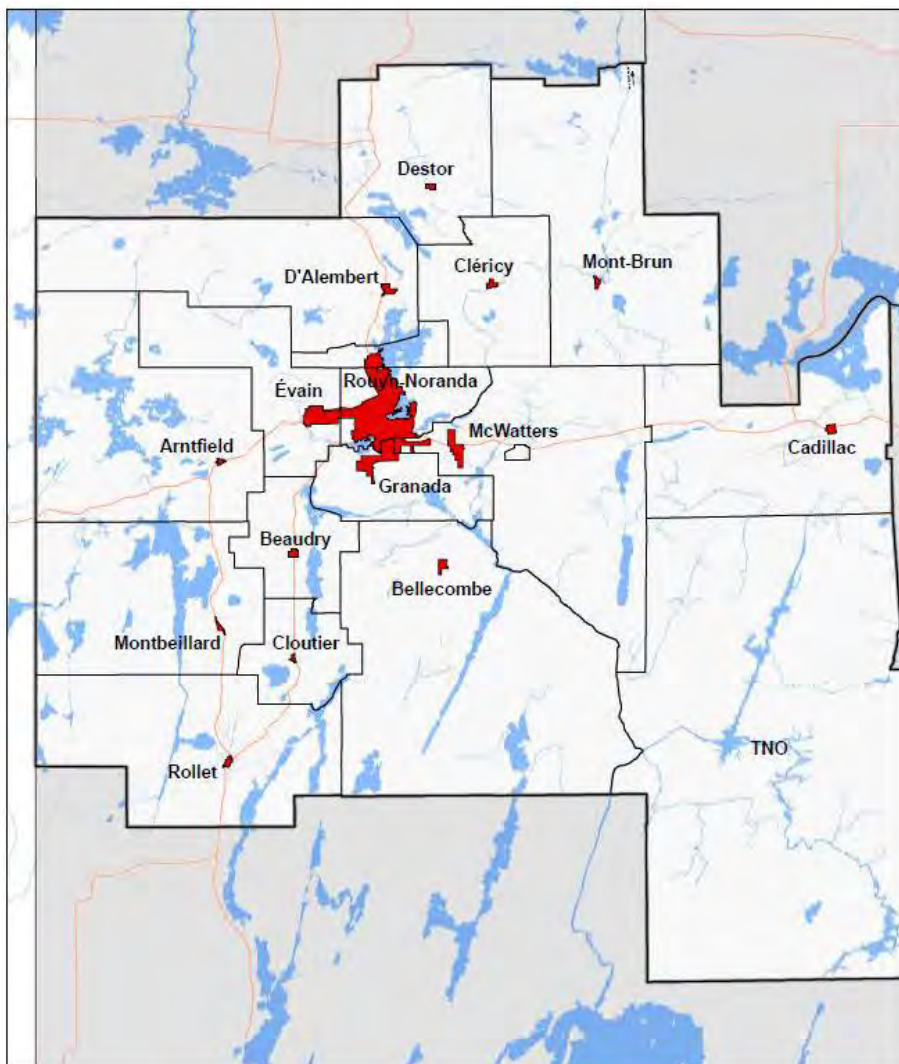 Destor
D'Alembert
Cléricy
Mont-Brun
Évain
Rouyn-Noranda
McWatters
Cadillac
Arntfield
Granada
Beaudry
Bellecombe
Montbeillard
Cloutier
TNO
Rollet